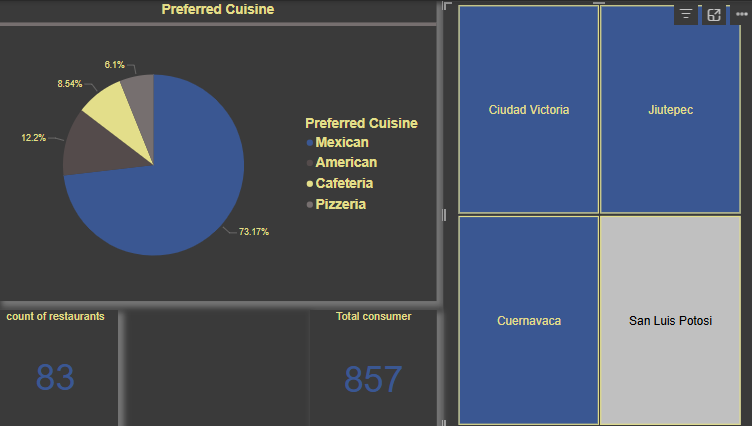 Preferred Cuisine
6.1%
8.54%
12.2%
73.17%
Preferred Cuisine
Mexican
American
Cafeteria
Pizzeria
count of restaurants
83
Total consumer
857
Ciudad Victoria
Jiutepec
Cuernavaca
San Luis Potosi